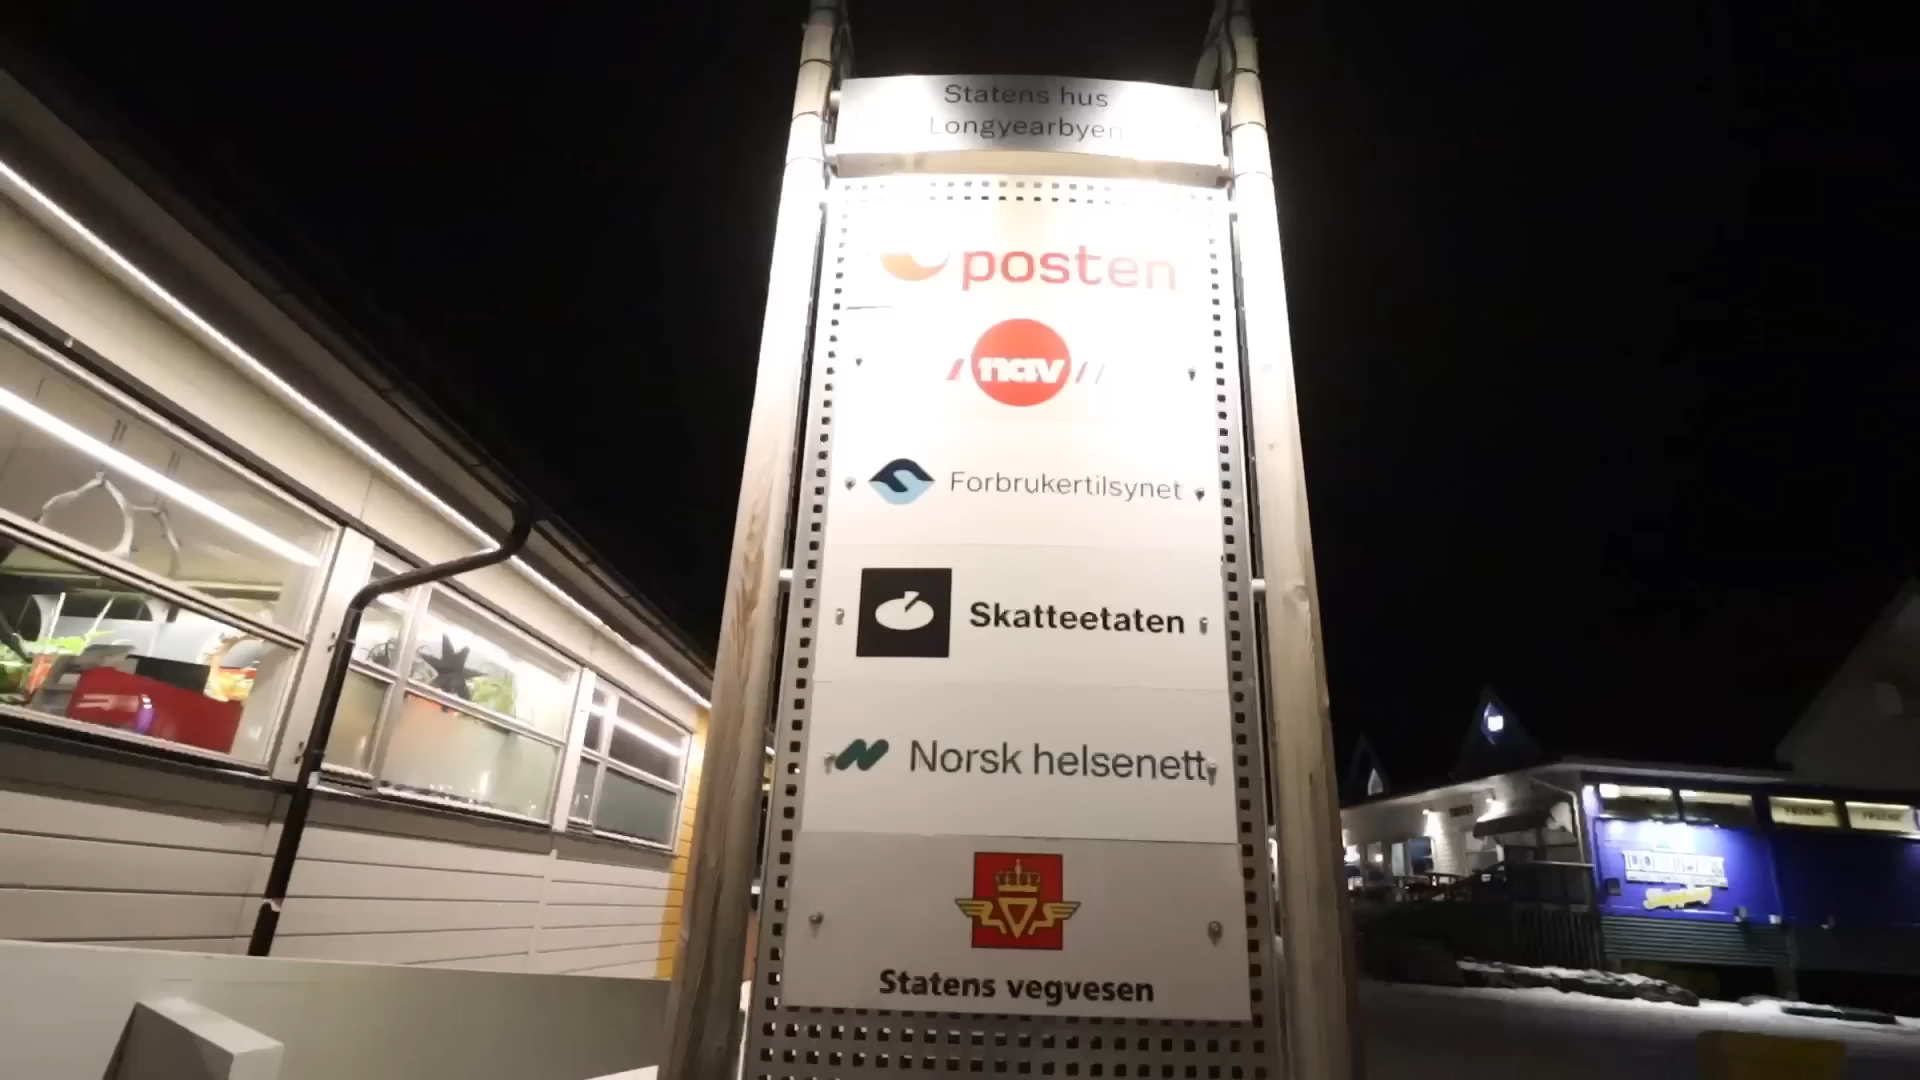 Statens hus
Longyearbyen
posten
nav
Forbrukertilsynet
Skatteetaten
Norsk helsenett
Statens vegvesen